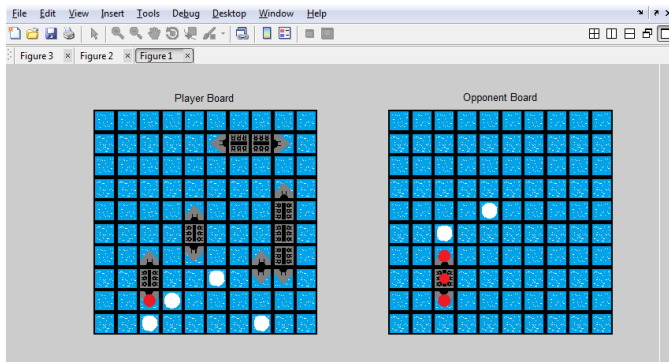 File Edit View Insert Tools Debug Desktop Window Help
Figure 3 Figure 2 Figure 1
Player Board Opponent Board